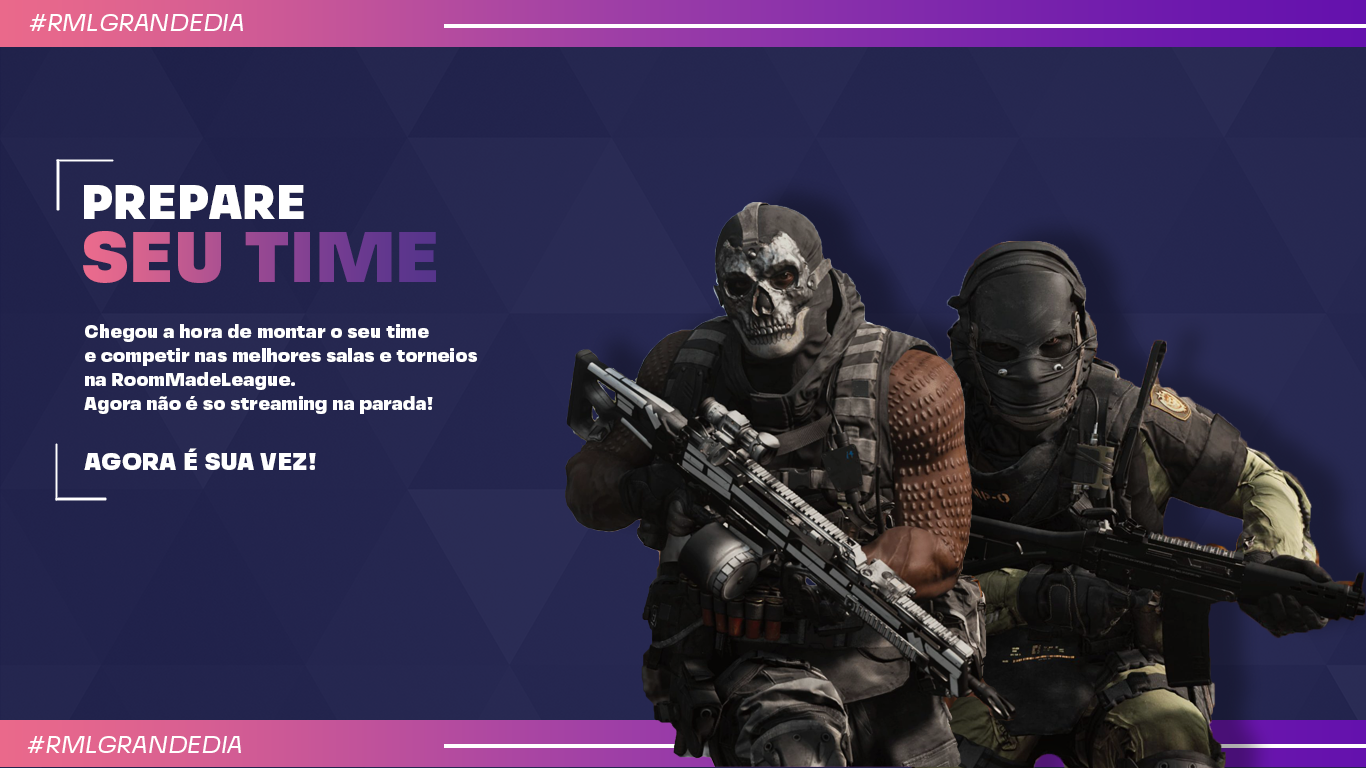 #RMLGRANDEDIA
PREPARE
SEU TIME
Chegou a hora de montar o seu time
e competir nas melhores salas e torneios
na RoomMadeLeague.
Agora não é so streaming na parada!
AGORA É SUA VEZ!
#RMLGRANDEDIA